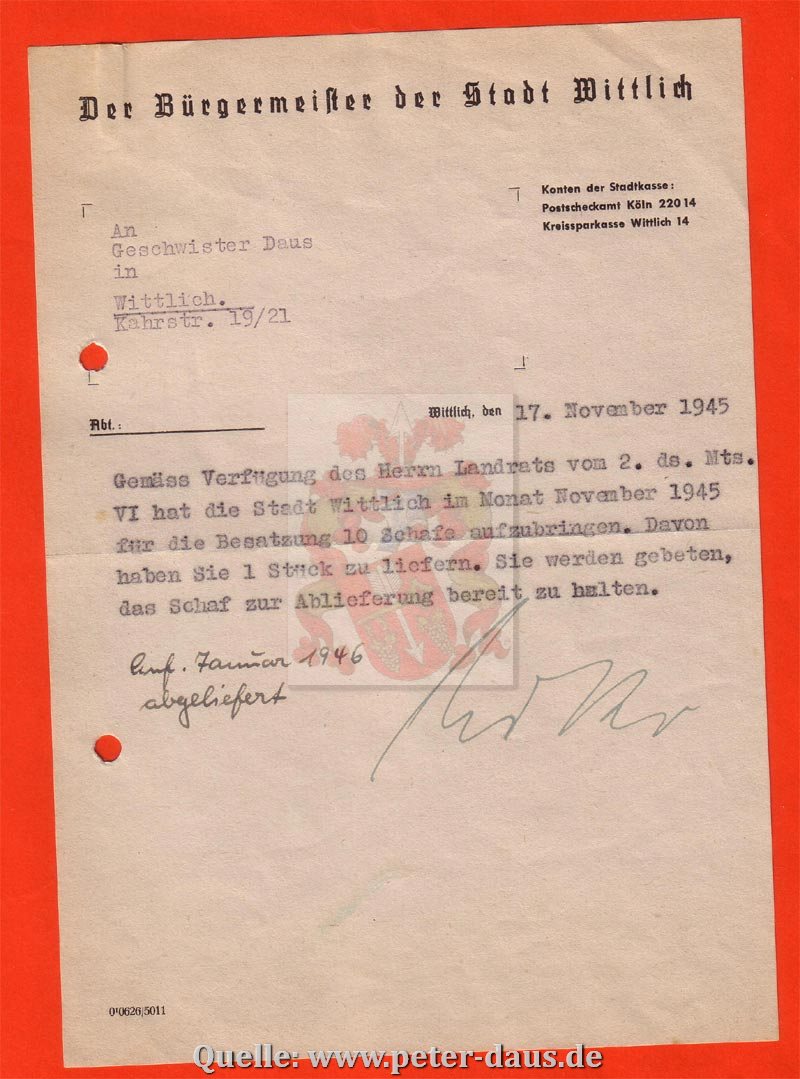 Der Bürgermeister der Stadt Wittlich
Konten der Stadtkasse:
Postscheckamt Köln 220 14
Kreissparkasse Wittlich 14
An
Geschwister Daus
in
Wittlich.
Kahrstr. 19/21
Abt.:
Wittlich, den 17. November 1945
Gemäss Verfügung des Herrn Landrats vom 2. ds. Mts.
VI hat die Stadt Wittlich im Monat November 1945
für die Besatzung 10 Schafe aufzubringen. Davon
haben Sie 1 Stück zu liefern. Sie werden gebeten,
das Schaf zur Ablieferung bereit zu halten.
Anf. Januar 1946
abgeliefert
0/0626/5011
Quelle: www.peter-daus.de